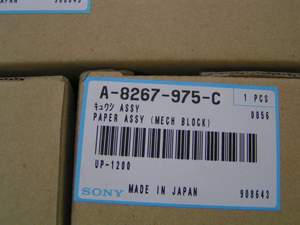 908643
A-8267-975-C
1 PCS
キュウシ ASSY
0856
PAPER ASSY (MECH BLOCK)
UP-1200
SONY MADE IN JAPAN
908643